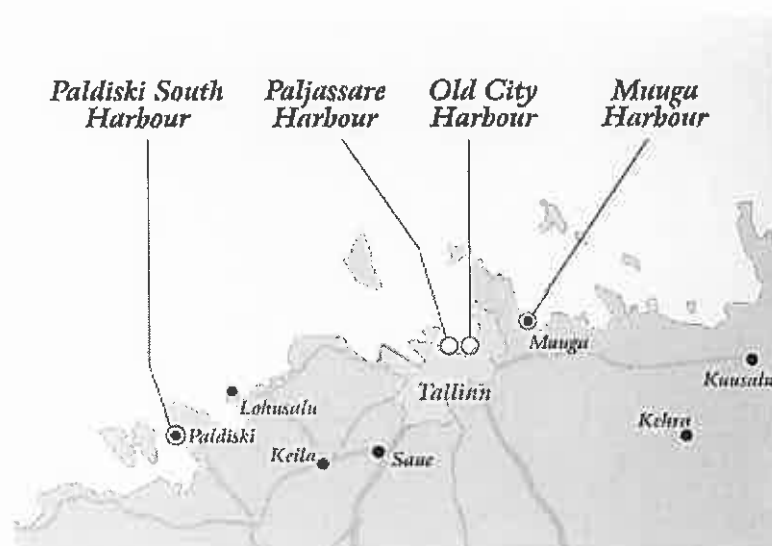 Paldiski South
Harbour
Paljassare
Harbour
Old City
Harbour
Muuga
Harbour
Muuga
Kuusalu
Tallinn
Lohusalu
Paldiski
Keila
Saue
Kehra